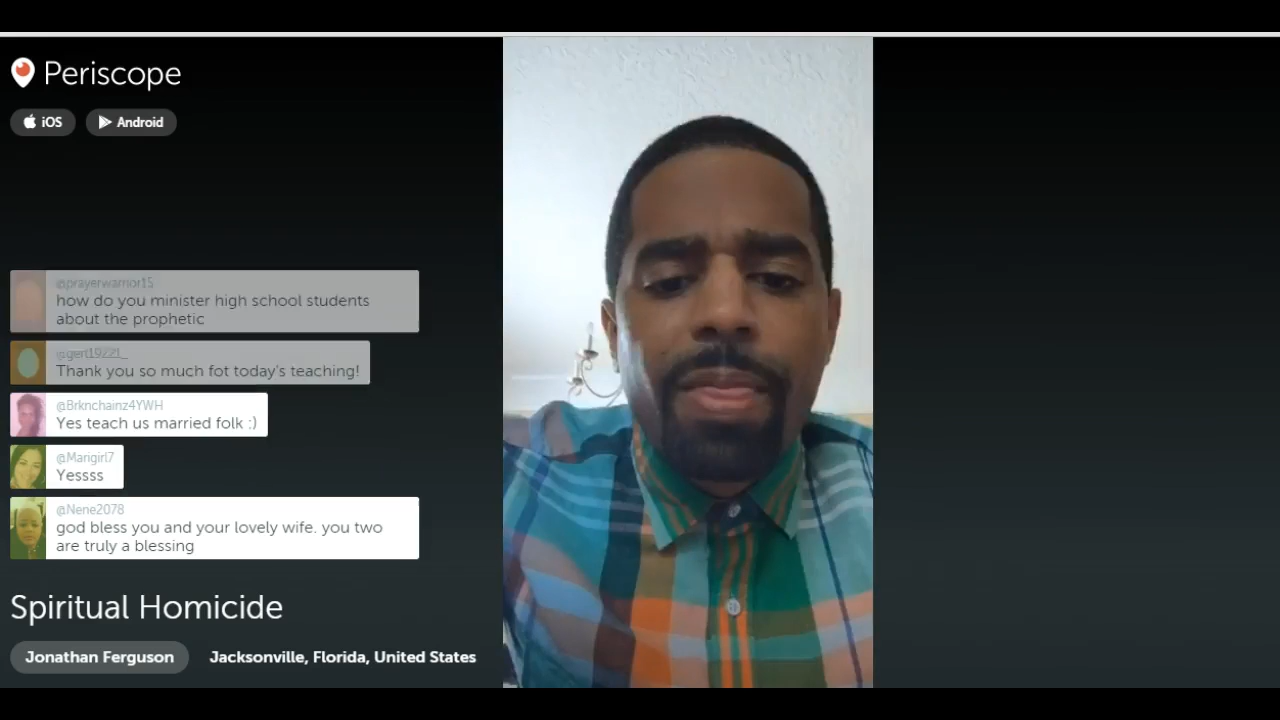 Periscope
iOS
Android
@prayerwarrior15
how do you minister high school students
about the prophetic
@gert19221_
Thank you so much fot today's teaching!
@Brknchainz4YWH
Yes teach us married folk :)
@Marigirl7
Yessss
@Nene2078
god bless you and your lovely wife. you two
are truly a blessing
Spiritual Homicide
Jonathan Ferguson
Jacksonville, Florida, United States